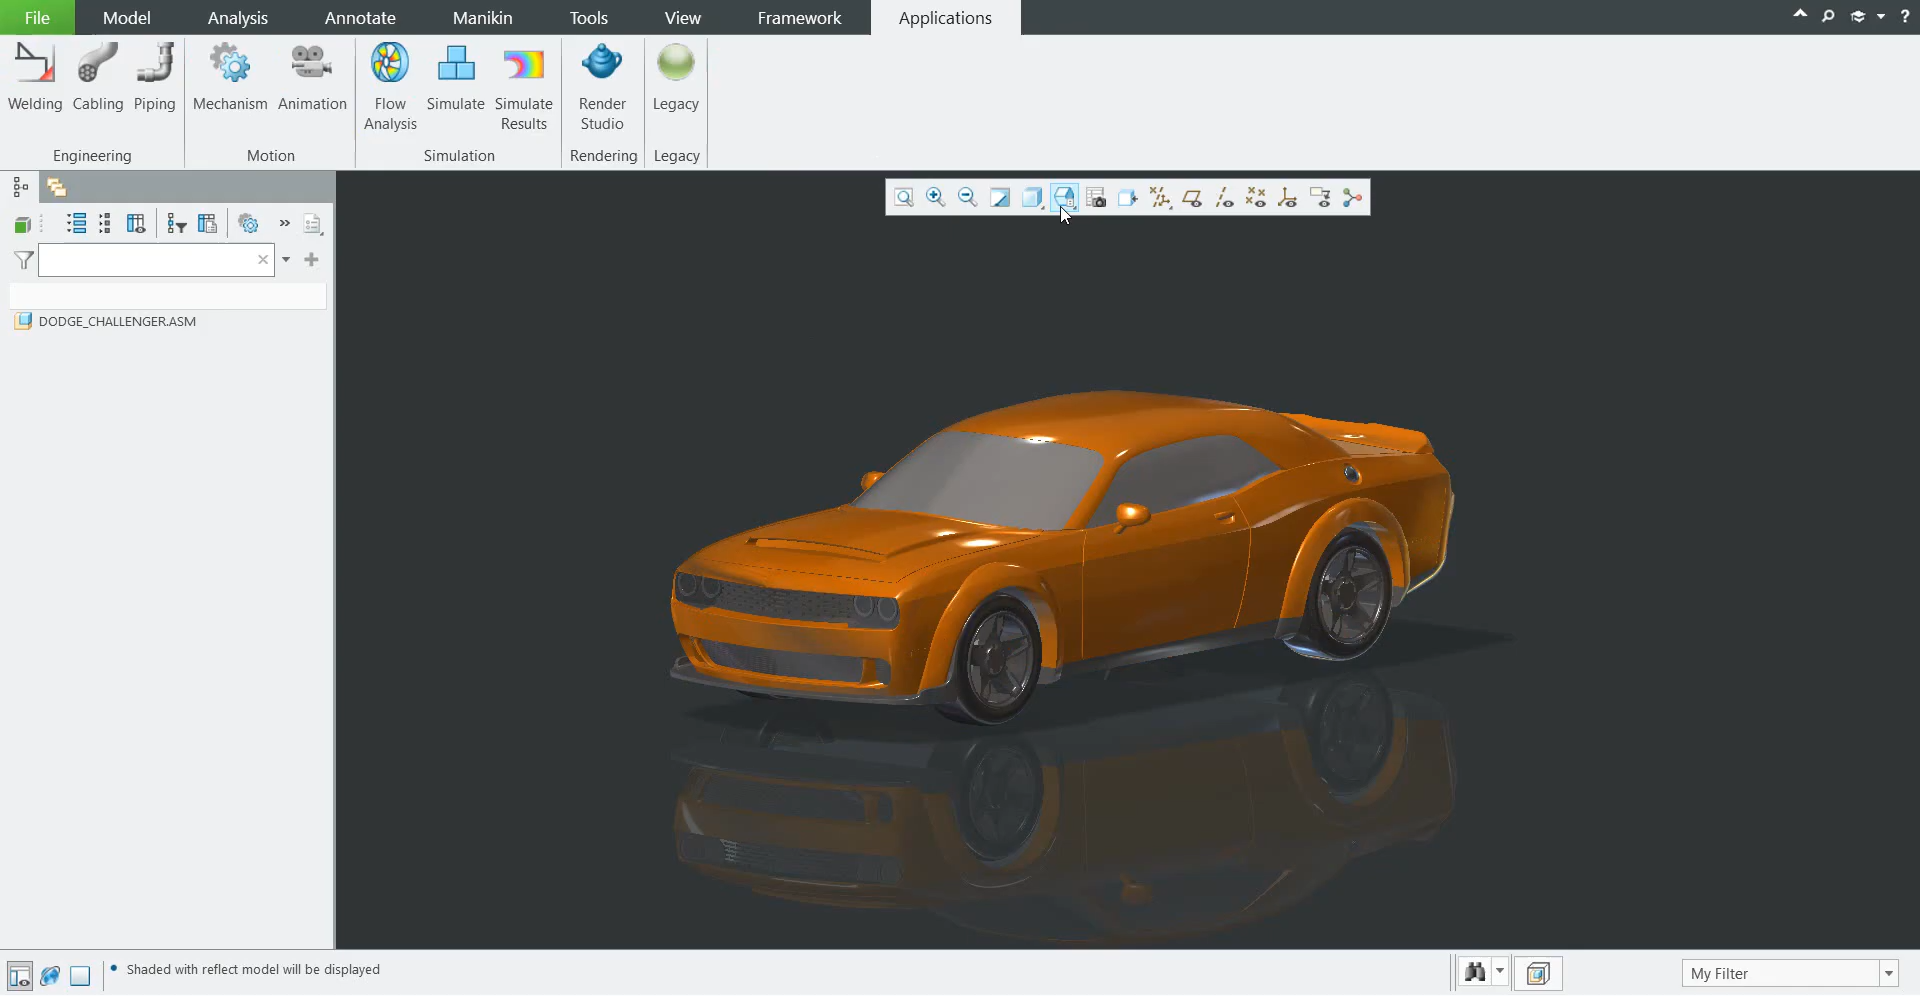 File Model Analysis Annotate Manikin Tools View Framework Applications
Welding Cabling Piping Mechanism Animation Flow Analysis Simulate Simulate Results Render Studio Legacy
Engineering Motion Simulation Rendering Legacy
DODGE_CHALLENGER.ASM
Shaded with reflect model will be displayed
My Filter